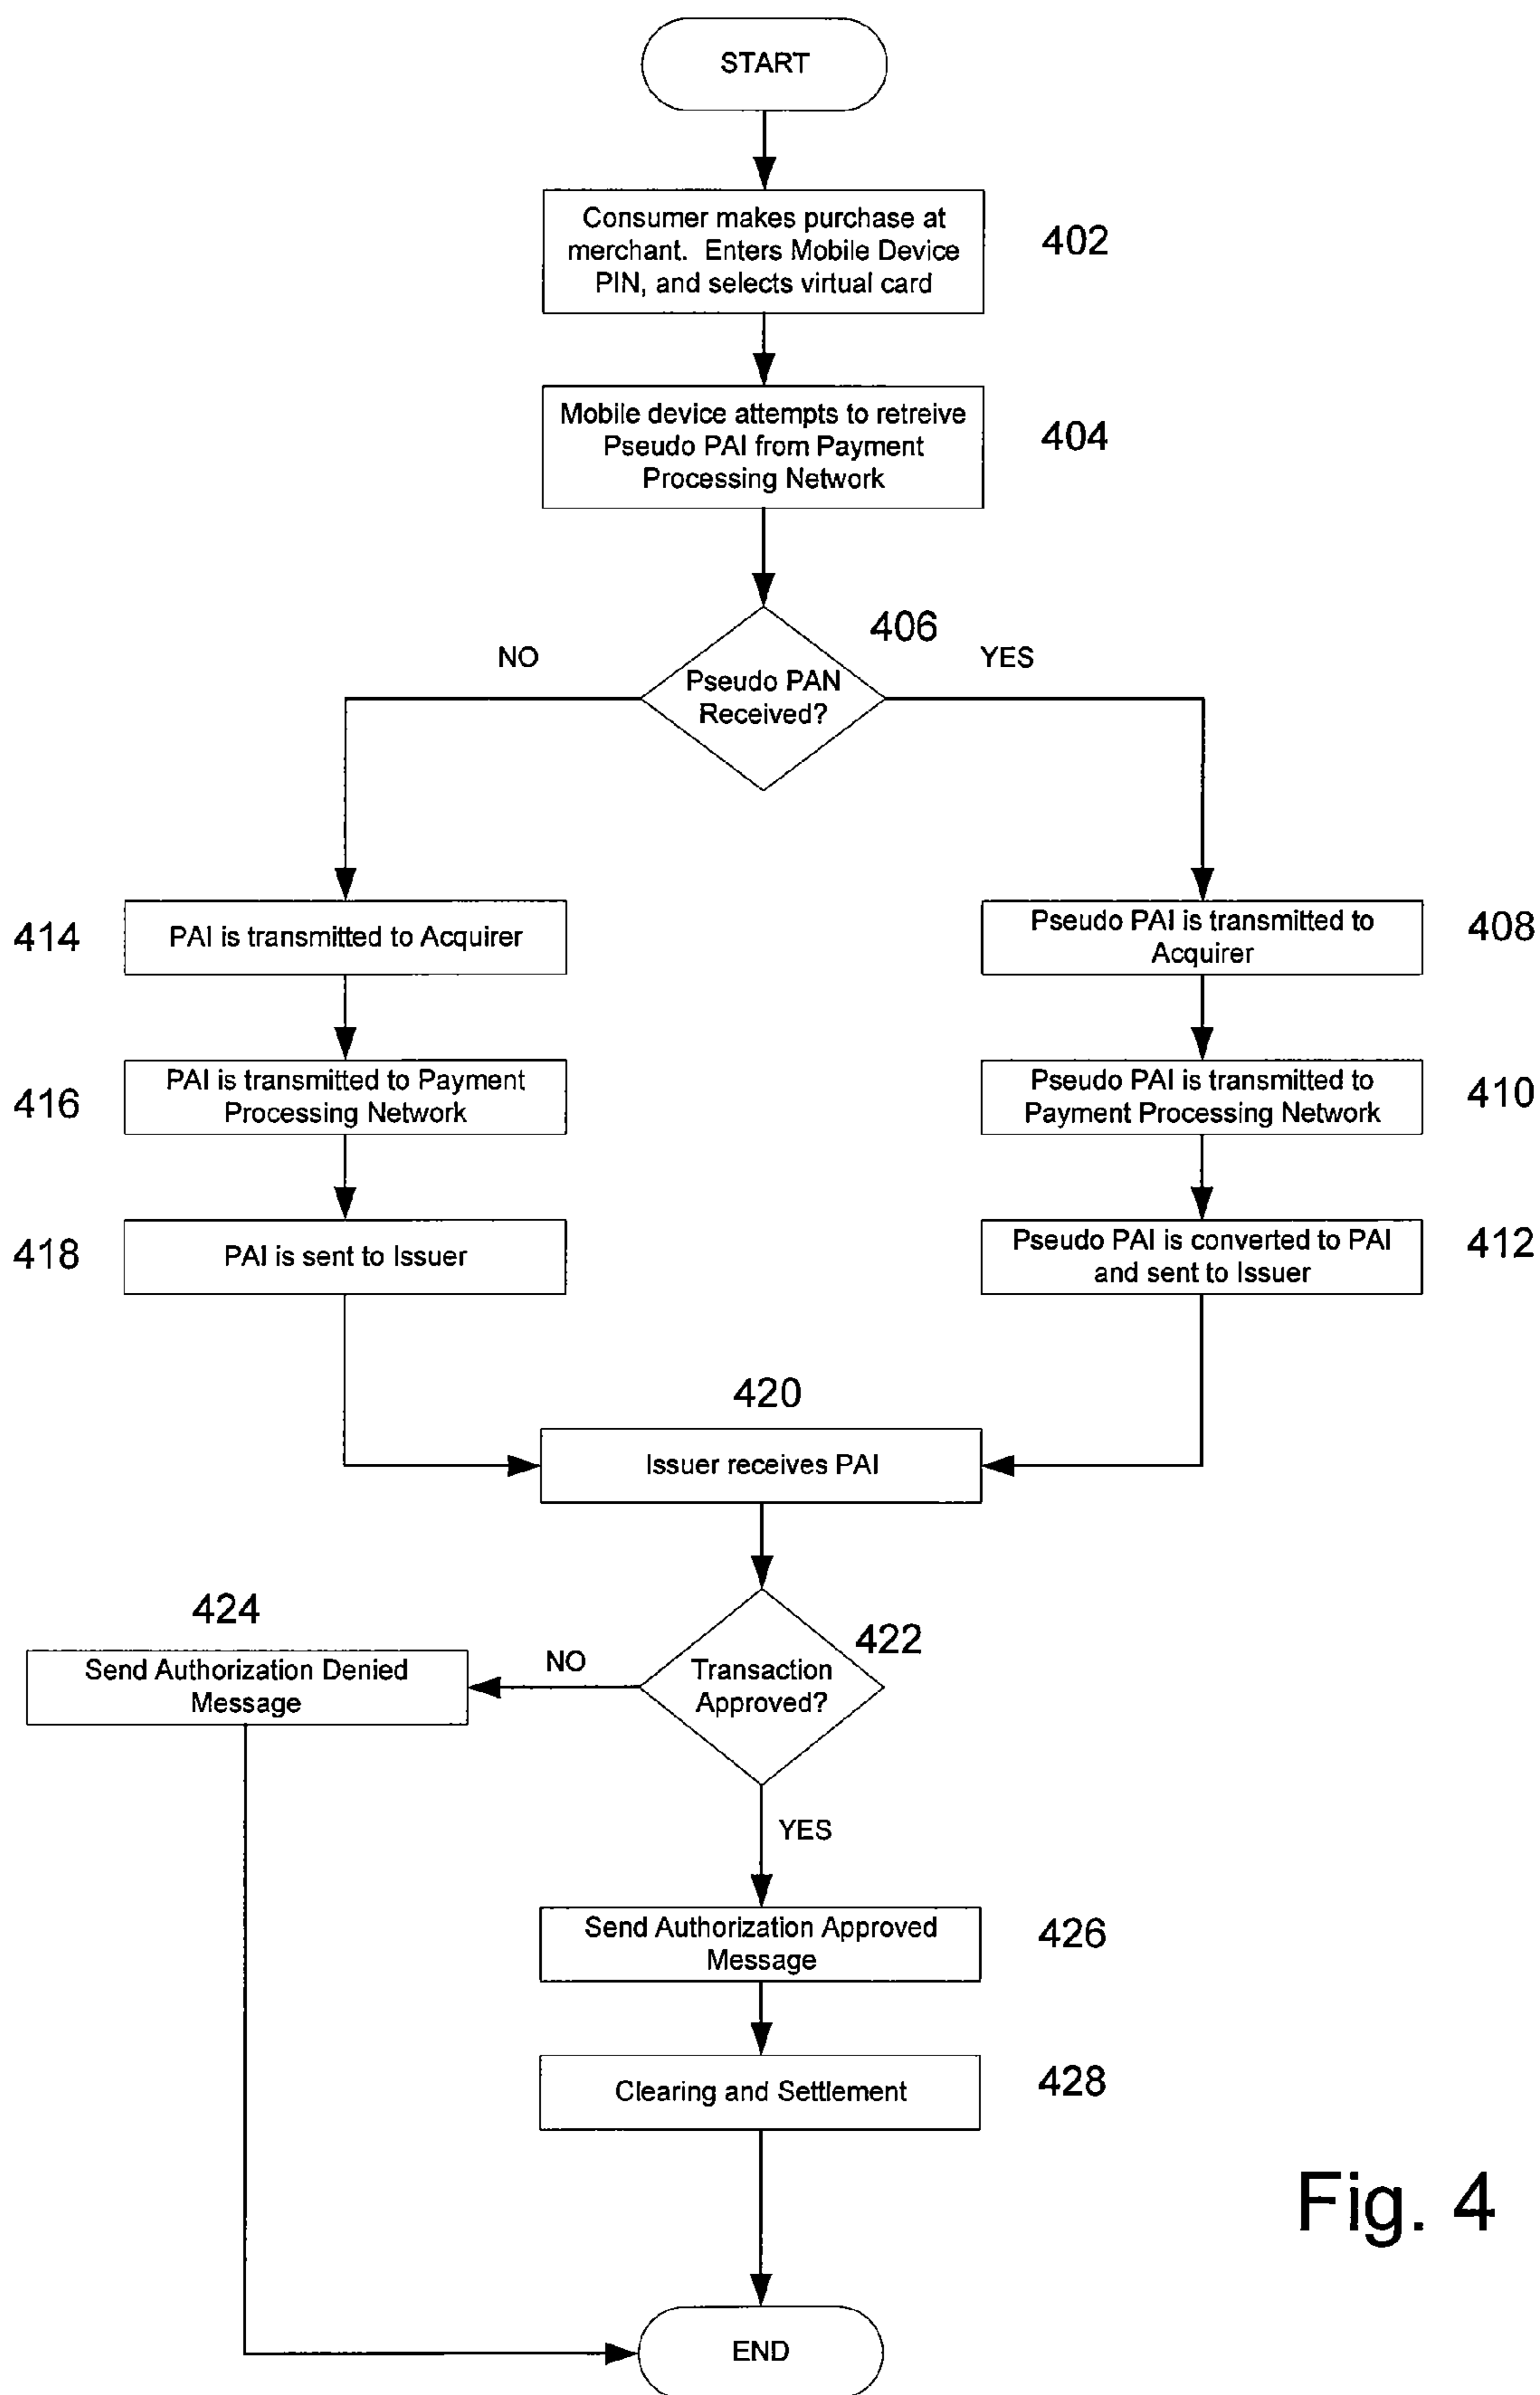 START
Consumer makes purchase at
merchant. Enters Mobile Device
PIN, and selects virtual card
402
Mobile device attempts to retreive
Pseudo PAI from Payment
Processing Network
404
406
NO
YES
Pseudo PAN
Received?
414
PAI is transmitted to Acquirer
Pseudo PAI is transmitted to
Acquirer
408
416
PAI is transmitted to Payment
Processing Network
Pseudo PAI is transmitted to
Payment Processing Network
410
418
PAI is sent to Issuer
Pseudo PAI is converted to PAI
and sent to Issuer
412
420
Issuer receives PAI
424
Send Authorization Denied
Message
NO
422
Transaction
Approved?
YES
Send Authorization Approved
Message
426
Clearing and Settlement
428
Fig. 4
END